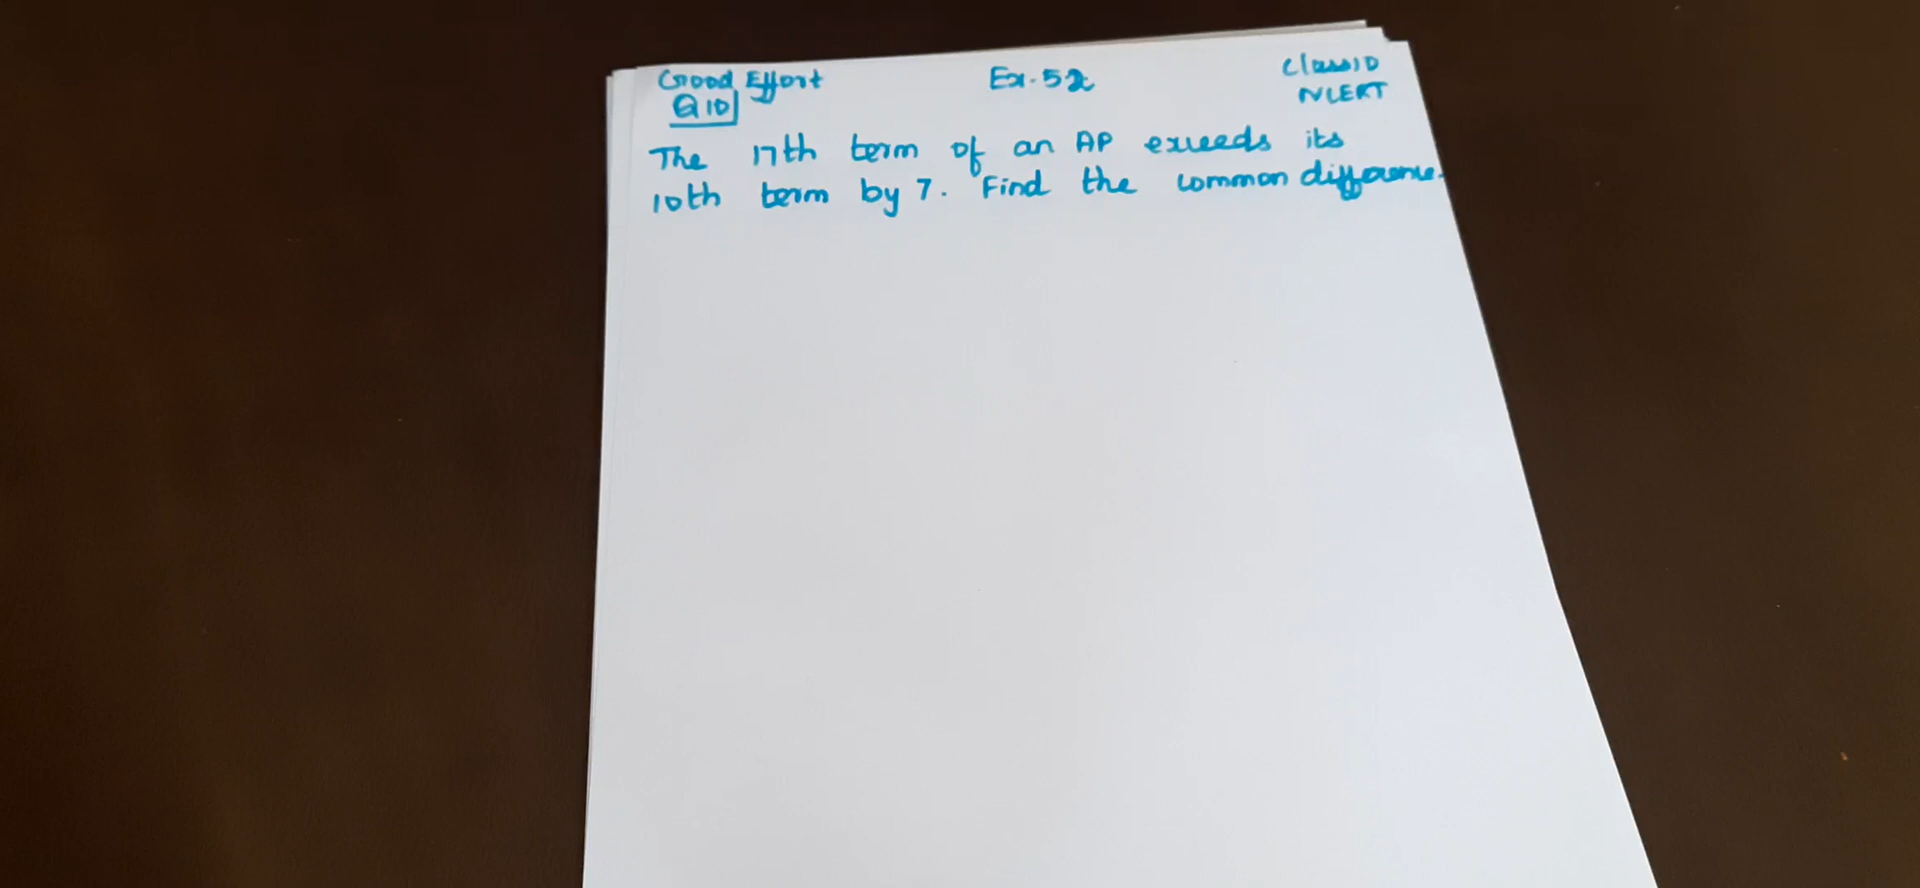 Good Effort
Ex. 5.2
Class 10
NCERT
Q10
The 17th term of an AP exceeds its
10th term by 7. Find the common difference.